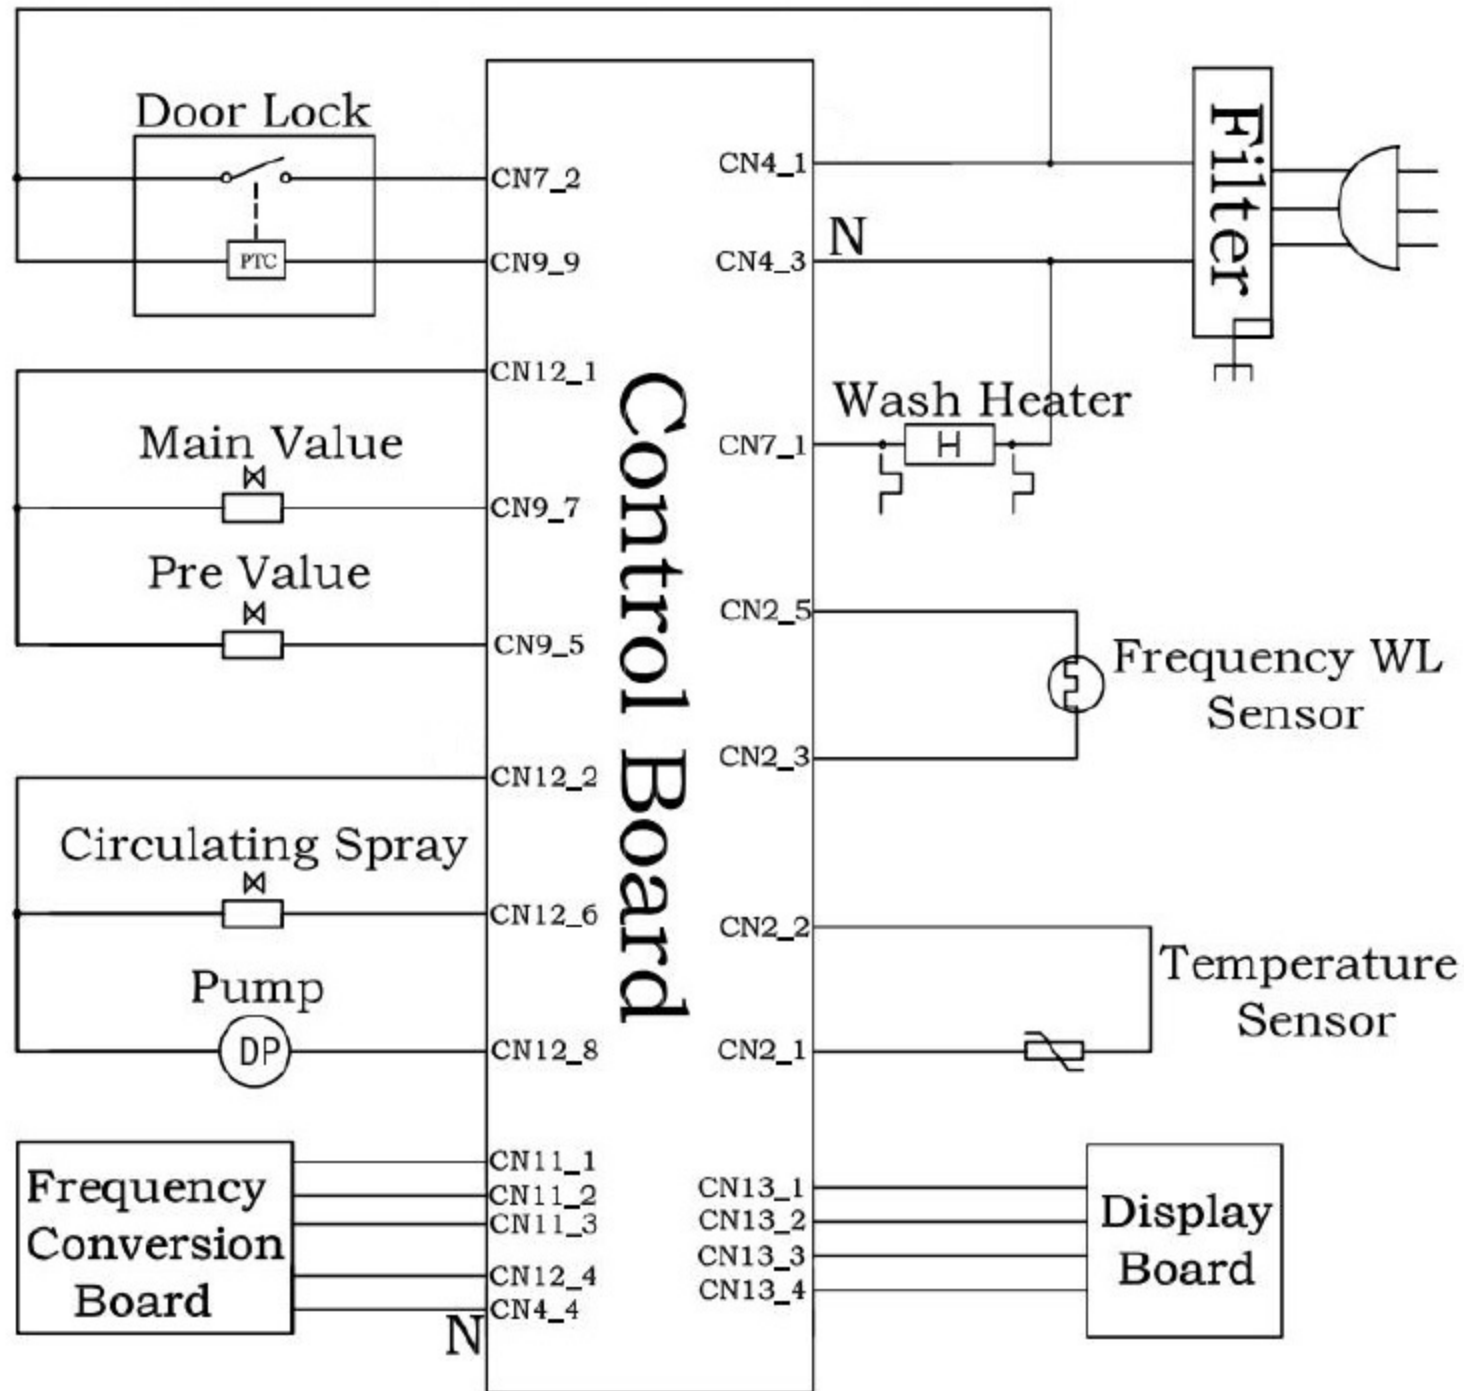 Door Lock
PTC
CN7_2
CN9_9
CN12_1
Main Value
CN9_7
Pre Value
CN9_5
CN12_2
Circulating Spray
CN12_6
Pump
DP
CN12_8
Frequency
Conversion
Board
CN11_1
CN11_2
CN11_3
CN12_4
CN4_4
N
Control Board
CN4_1
N
CN4_3
Filter
Wash Heater
CN7_1
H
CN2_5
Frequency WL
Sensor
CN2_3
CN2_2
Temperature
Sensor
CN2_1
CN13_1
CN13_2
CN13_3
CN13_4
Display
Board